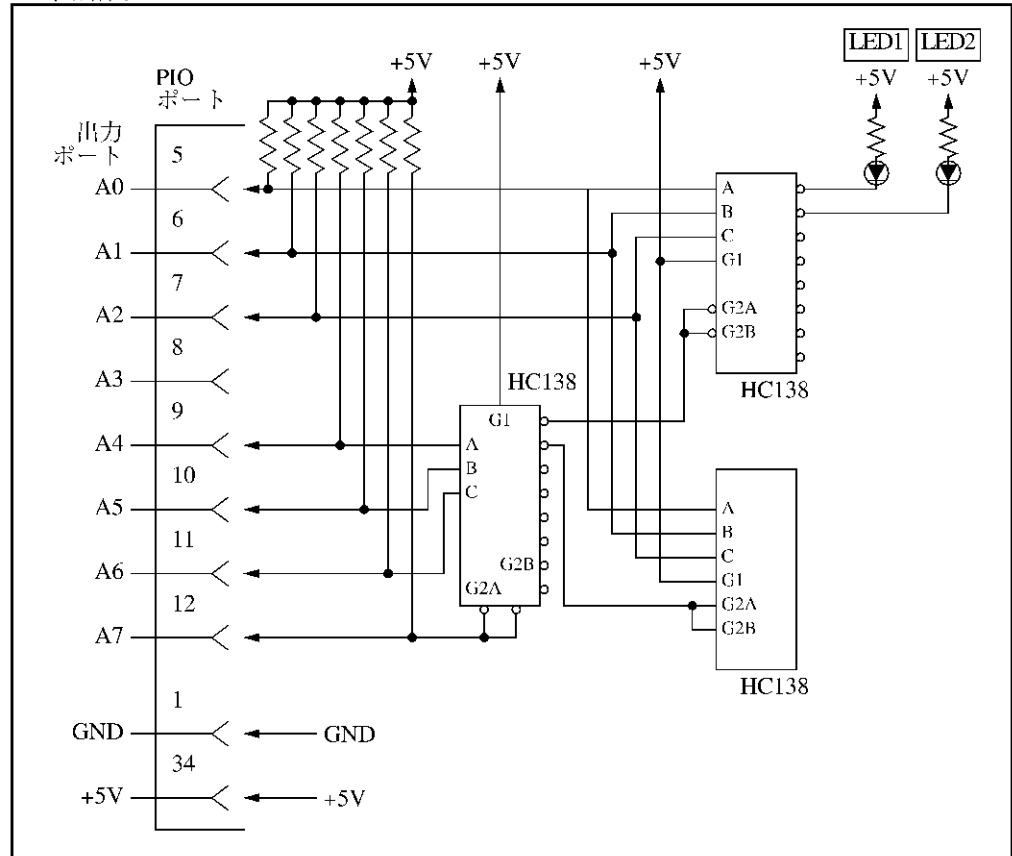 +5V
+5V
+5V
LED1
LED2
+5V
+5V
PIO
ポート
出力
ポート
5
A0
6
A1
7
A2
8
A3
9
A4
10
A5
11
A6
12
A7
1
GND
GND
34
+5V
+5V
HC138
G1
A
B
C
G2B
G2A
A
B
C
G1
G2A
G2B
HC138
A
B
C
G1
G2A
G2B
HC138